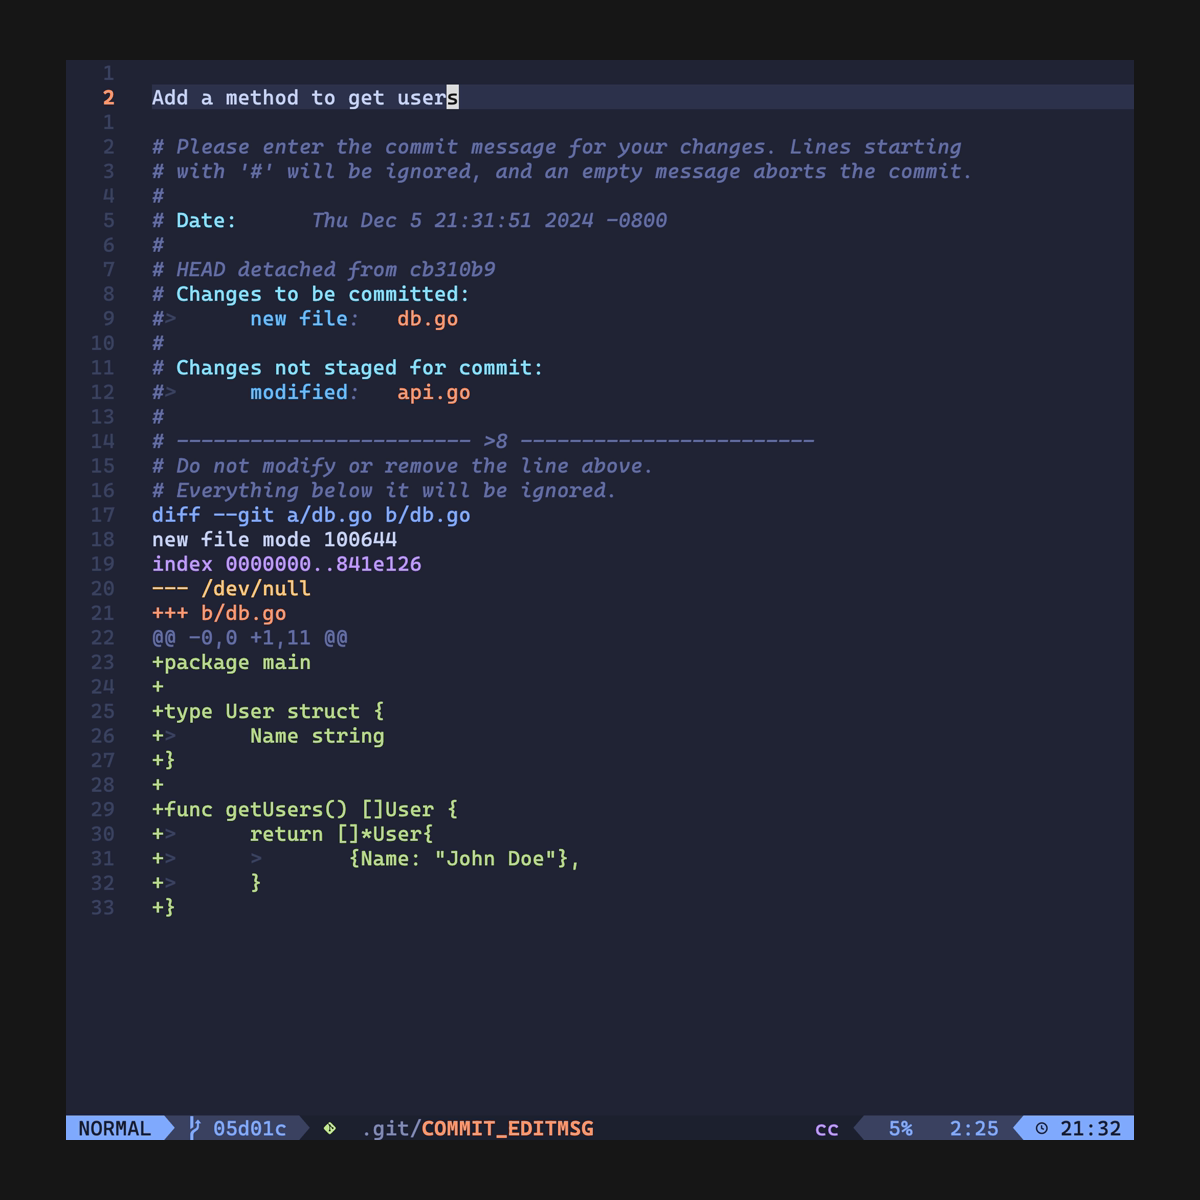 1
2 Add a method to get users
1
2 # Please enter the commit message for your changes. Lines starting
3 # with '#' will be ignored, and an empty message aborts the commit.
4 #
5 # Date:      Thu Dec 5 21:31:51 2024 -0800
6 #
7 # HEAD detached from cb310b9
8 # Changes to be committed:
9 #>      new file:   db.go
10 #
11 # Changes not staged for commit:
12 #>      modified:   api.go
13 #
14 # ------------------------ >8 ------------------------
15 # Do not modify or remove the line above.
16 # Everything below it will be ignored.
17 diff --git a/db.go b/db.go
18 new file mode 100644
19 index 0000000..841e126
20 --- /dev/null
21 +++ b/db.go
22 @@ -0,0 +1,11 @@
23 +package main
24 +
25 +type User struct {
26 +>      Name string
27 +}
28 +
29 +func getUsers() []User {
30 +>      return []*User{
31 +>      >       {Name: "John Doe"},
32 +>      }
33 +}
NORMAL 05d01c .git/COMMIT_EDITMSG cc 5% 2:25 21:32